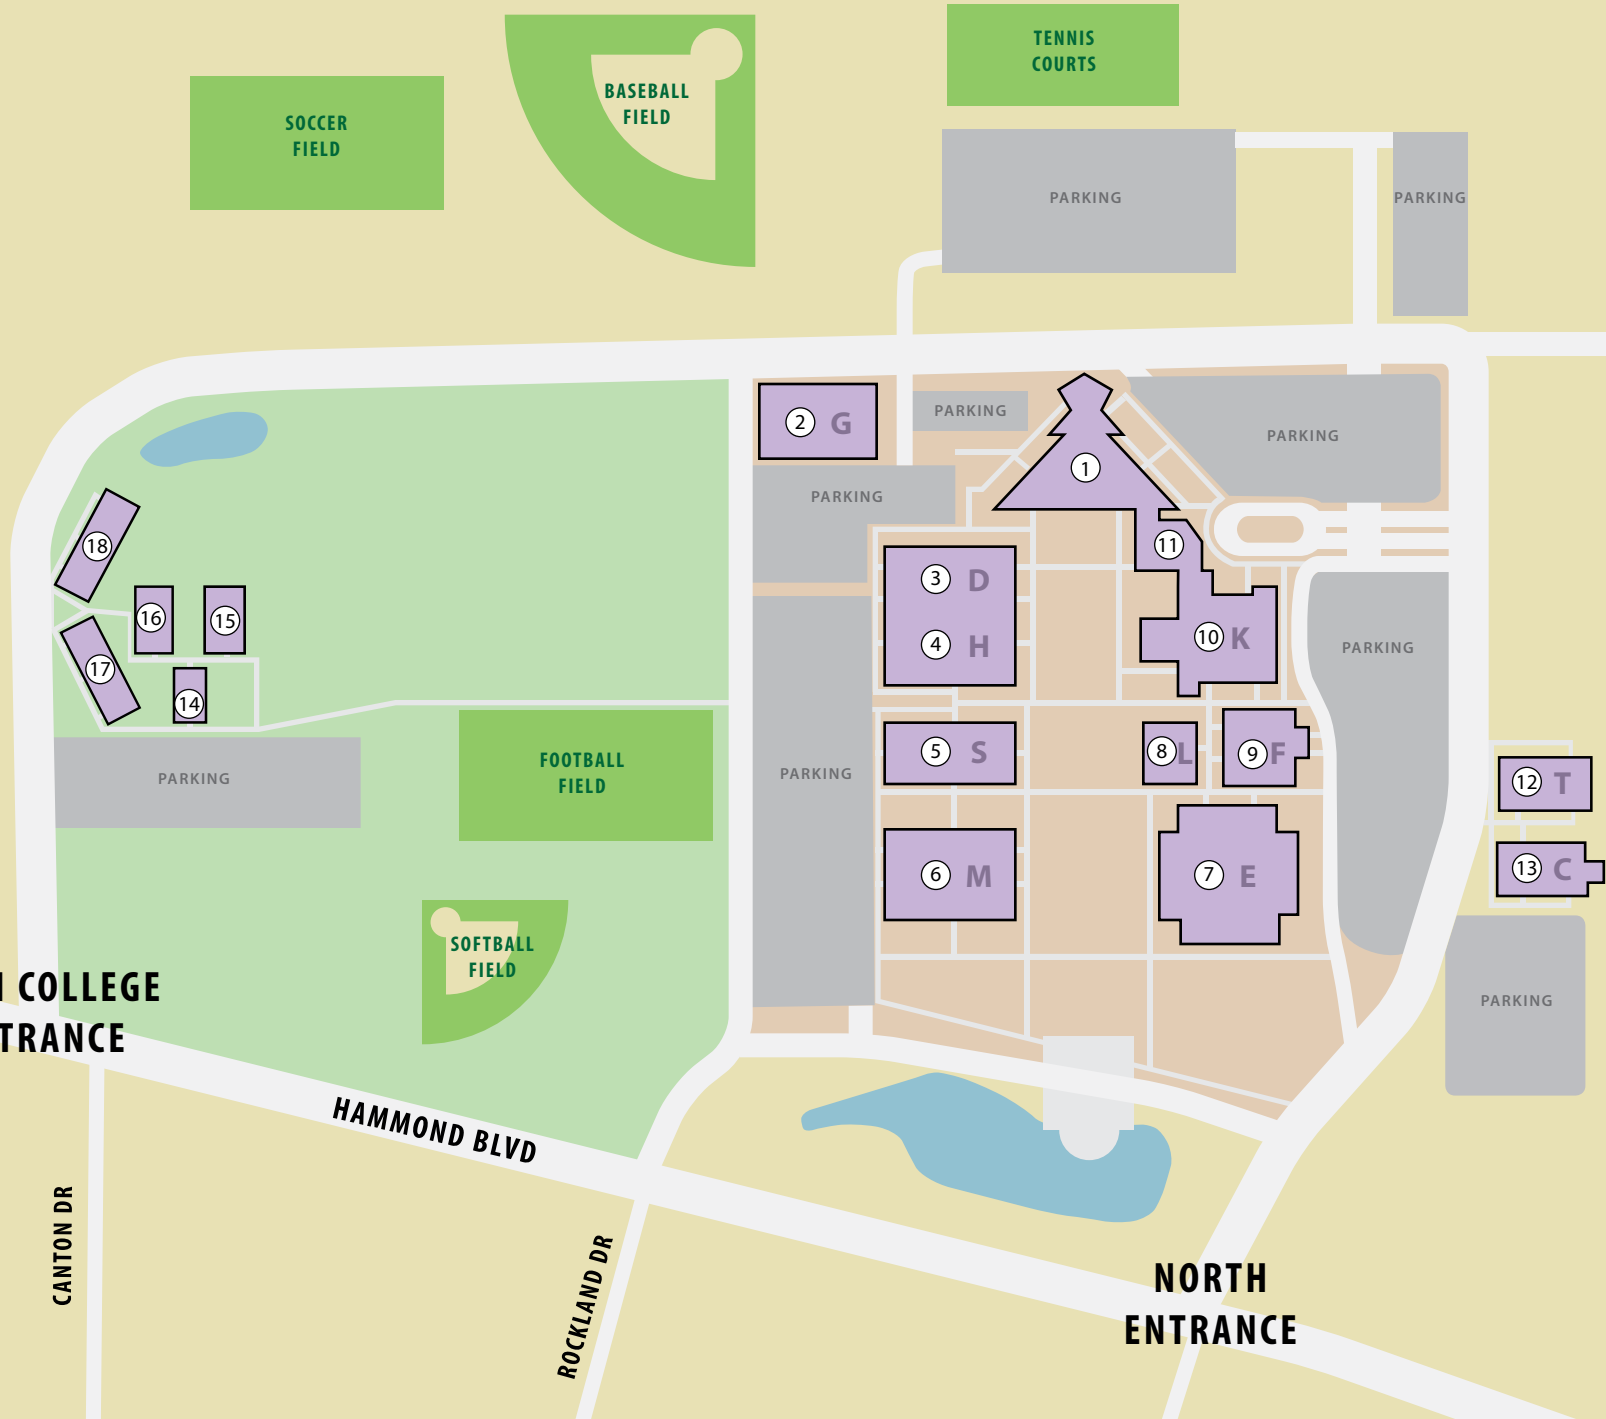 TENNIS
COURTS
BASEBALL
FIELD
SOCCER
FIELD
PARKING
PARKING
2 G
PARKING
PARKING
1
PARKING
11
18
3 D
16
15
10 K
4 H
PARKING
17
14
5 S
8 L
9 F
FOOTBALL
FIELD
PARKING
PARKING
12 T
6 M
7 E
13 C
SOFTBALL
FIELD
COLLEGE
TRANCE
PARKING
HAMMOND BLVD
CANTON DR
ROCKLAND DR
NORTH
ENTRANCE